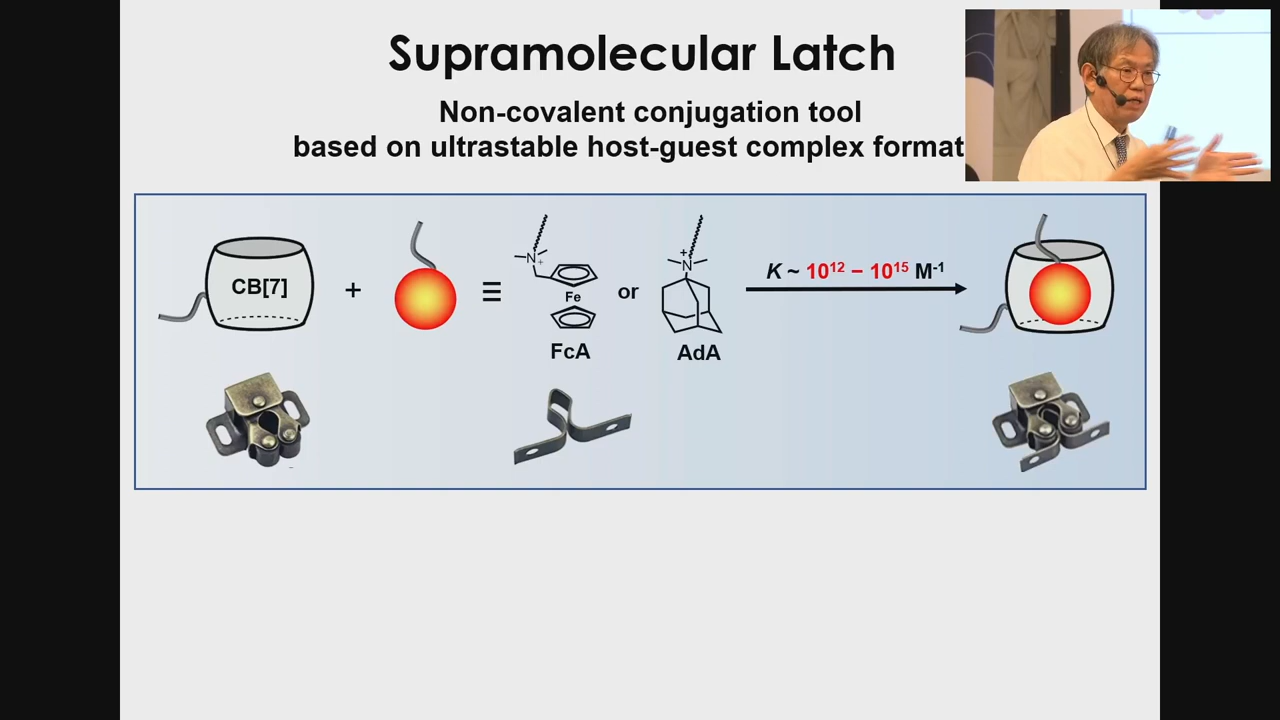 Supramolecular Latch
Non-covalent conjugation tool
based on ultrastable host-guest complex format
CB[7]
+
≡
N+
Fe
FcA
or
+
N
AdA
K ~ 10¹² – 10¹⁵ M⁻¹